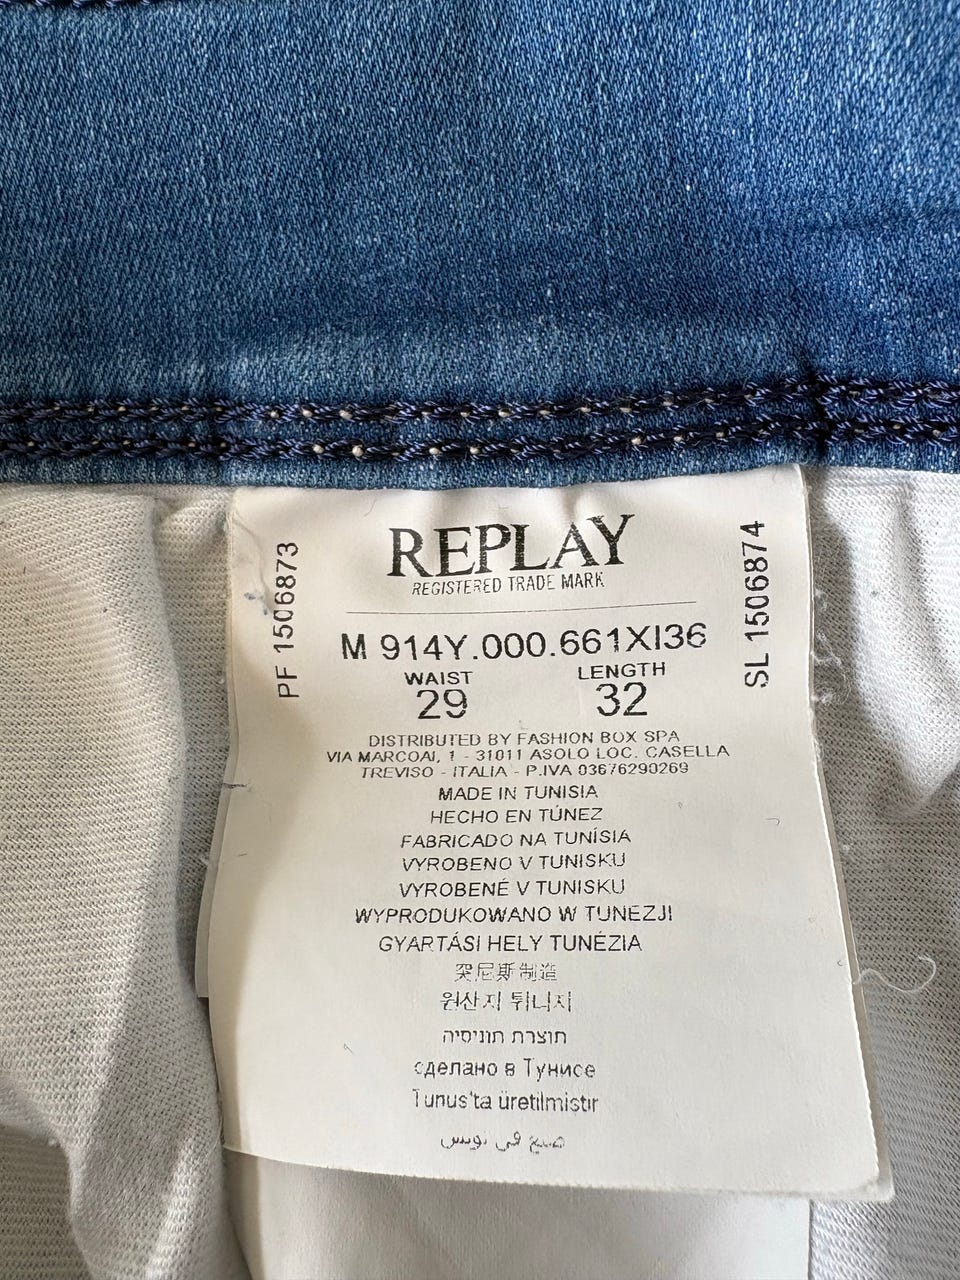 REPLAY
REGISTERED TRADE MARK
PF 1506873
SL 1506874
M 914Y.000.661XI36
WAIST LENGTH
29 32
DISTRIBUTED BY FASHION BOX SPA
VIA MARCOAI, 1 - 31011 ASOLO LOC. CASELLA
TREVISO - ITALIA - P.IVA 03676290269
MADE IN TUNISIA
HECHO EN TÚNEZ
FABRICADO NA TUNÍSIA
VYROBENO V TUNISKU
VYROBENÉ V TUNISKU
WYPRODUKOWANO W TUNEZJI
GYARTÁSI HELY TUNÉZIA
突尼斯制造
원산지 튀니지
תוצרת תוניסיה
сделано в Тунисе
Tunus'ta üretilmiştir
صنع في تونس